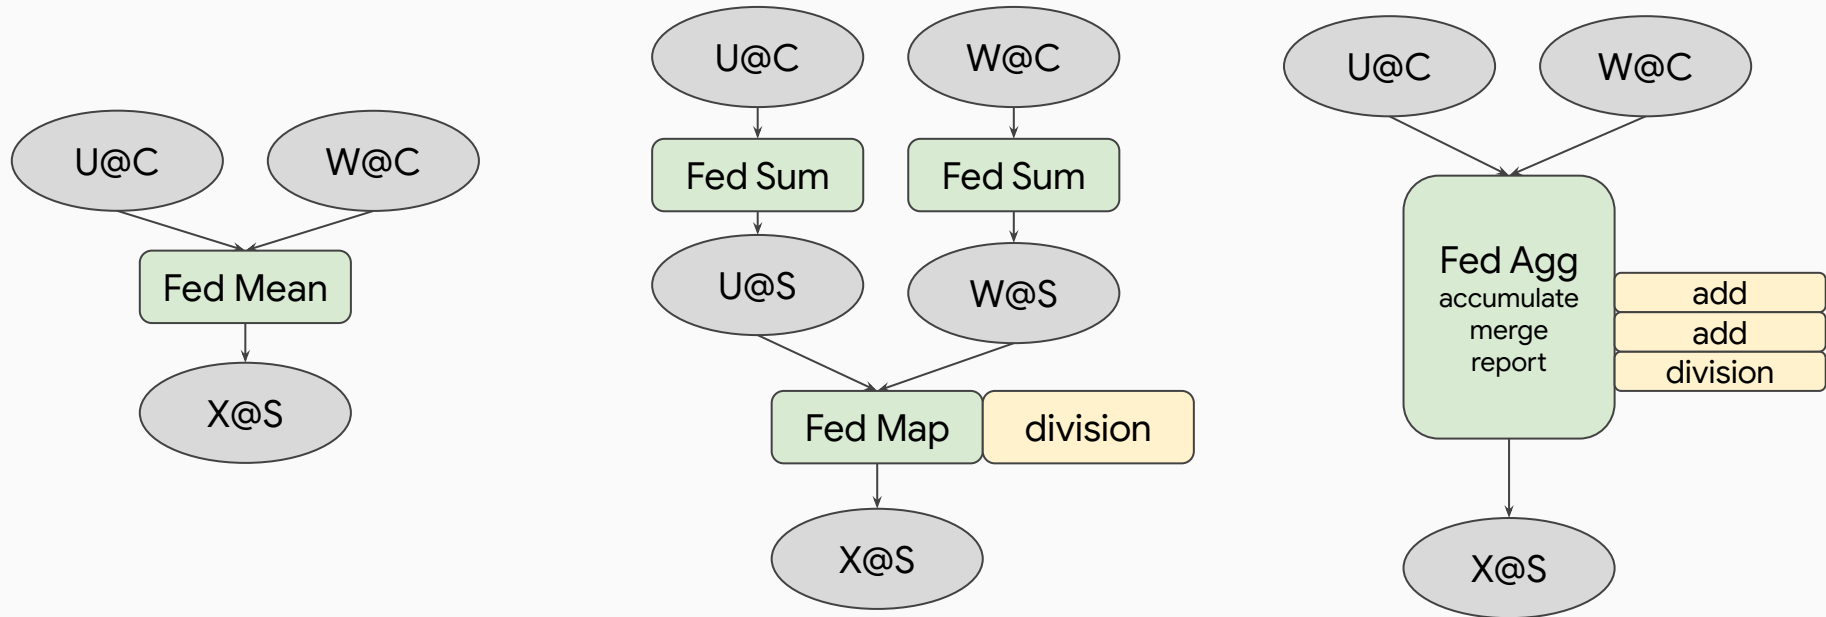 U@C
W@C
Fed Mean
X@S
U@C
W@C
Fed Sum
Fed Sum
U@S
W@S
Fed Map
division
X@S
U@C
W@C
Fed Agg
accumulate
merge
report
add
add
division
X@S